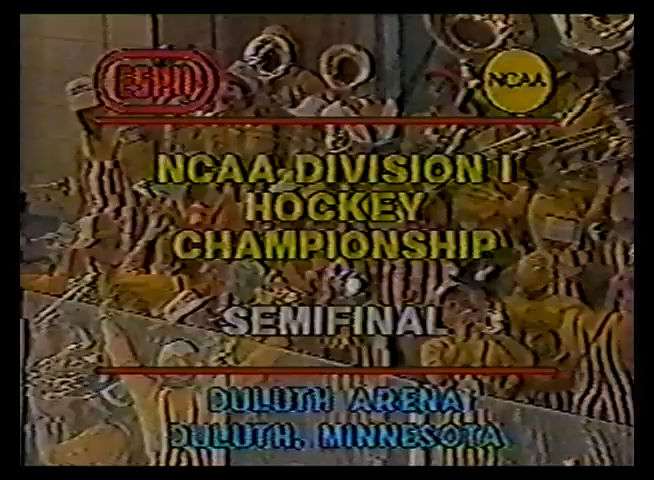 ESPN
NCAA
NCAA DIVISION I
HOCKEY
CHAMPIONSHIP
SEMIFINAL
DULUTH ARENA
DULUTH, MINNESOTA